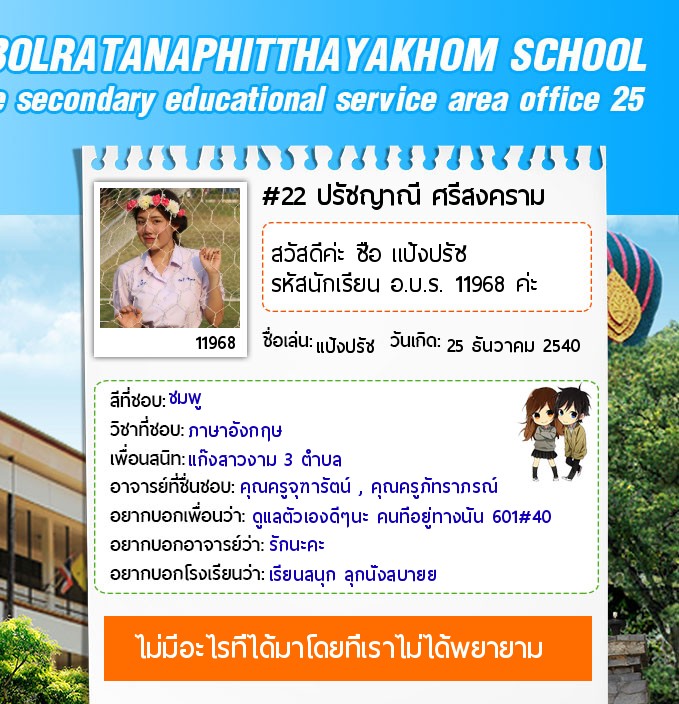 BOLRATANAPHITTHAYAKHOM SCHOOL
e secondary educational service area office 25
#22 ปรัชญาณี ศรีสงคราม
สวัสดีค่ะ ชื่อ แป้งปรัช
รหัสนักเรียน อ.บ.ร. 11968 ค่ะ
11968
ชื่อเล่น: แป้งปรัช วันเกิด: 25 ธันวาคม 2540
สีที่ชอบ: ชมพู
วิชาที่ชอบ: ภาษาอังกฤษ
เพื่อนสนิท: แก๊งสาวงาม 3 ตำบล
อาจารย์ที่ชื่นชอบ: คุณครูจุฑารัตน์ , คุณครูภัทราภรณ์
อยากบอกเพื่อนว่า: ดูแลตัวเองดีๆนะ คนที่อยู่ทางนั้น 601#40
อยากบอกอาจารย์ว่า: รักนะคะ
อยากบอกโรงเรียนว่า: เรียนสนุก ลุกนั่งสบายย
ไม่มีอะไรที่ได้มาโดยที่เราไม่ได้พยายาม